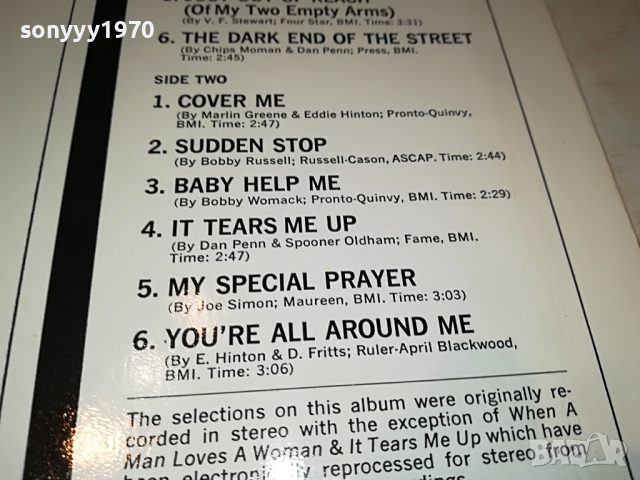 sonyyy1970
(Of My Two Empty Arms)
(By V. F. Stewart; Four Star, BMI. Time: 3:31)
6. THE DARK END OF THE STREET
(By Chips Moman & Dan Penn; Press, BMI.
Time: 2:45)
SIDE TWO
1. COVER ME
(By Marlin Greene & Eddie Hinton; Pronto-Quinvy,
BMI. Time: 2:47)
2. SUDDEN STOP
(By Bobby Russell; Russell-Cason, ASCAP. Time: 2:44)
3. BABY HELP ME
(By Bobby Womack; Pronto-Quinvy, BMI. Time: 2:29)
4. IT TEARS ME UP
(By Dan Penn & Spooner Oldham; Fame, BMI.
Time: 2:47)
5. MY SPECIAL PRAYER
(By Joe Simon; Maureen, BMI. Time: 3:03)
6. YOU'RE ALL AROUND ME
(By E. Hinton & D. Fritts; Ruler-April Blackwood,
BMI. Time: 3:06)
The selections on this album were originally re-
corded in stereo with the exception of When A
Man Loves A Woman & It Tears Me Up which have
been electronically reprocessed for stereo from
BAZAR